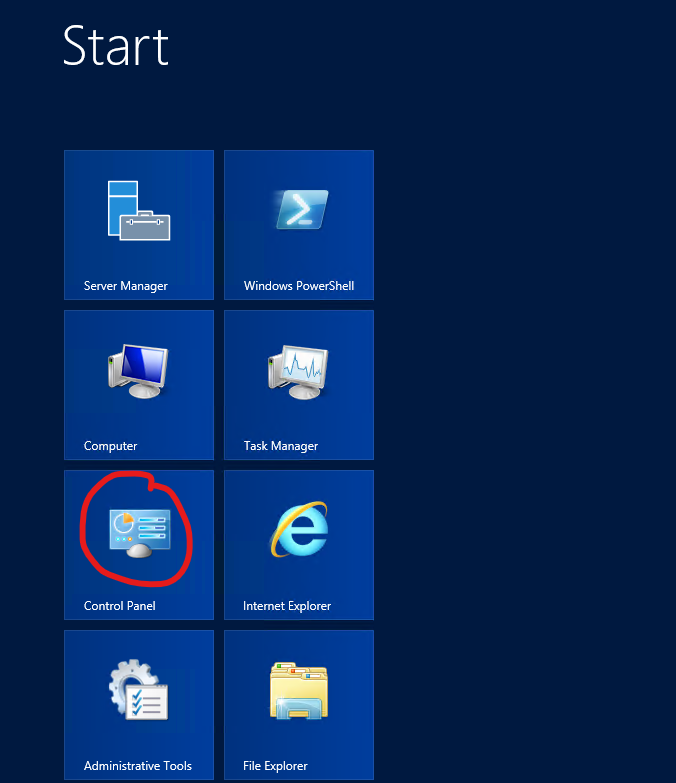 Start
Server Manager
Windows PowerShell
Computer
Task Manager
Control Panel
Internet Explorer
Administrative Tools
File Explorer